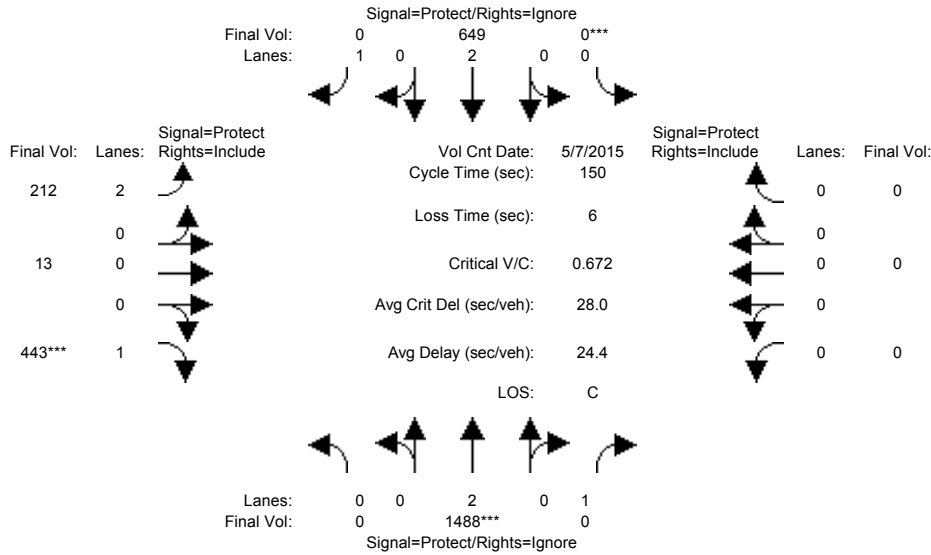 Signal=Protect/Rights=Ignore
Final Vol: 0 649 0***
Lanes: 1 0 2 0 0
Signal=Protect Signal=Protect
Final Vol: Lanes: Rights=Include Vol Cnt Date: 5/7/2015 Rights=Include Lanes: Final Vol:
Cycle Time (sec): 150
212 2 0 0
Loss Time (sec): 6
0 0
13 0 Critical V/C: 0.672 0 0
0 Avg Crit Del (sec/veh): 28.0 0
443*** 1 Avg Delay (sec/veh): 24.4 0 0
LOS: C
Lanes: 0 0 2 0 1
Final Vol: 0 1488*** 0
Signal=Protect/Rights=Ignore